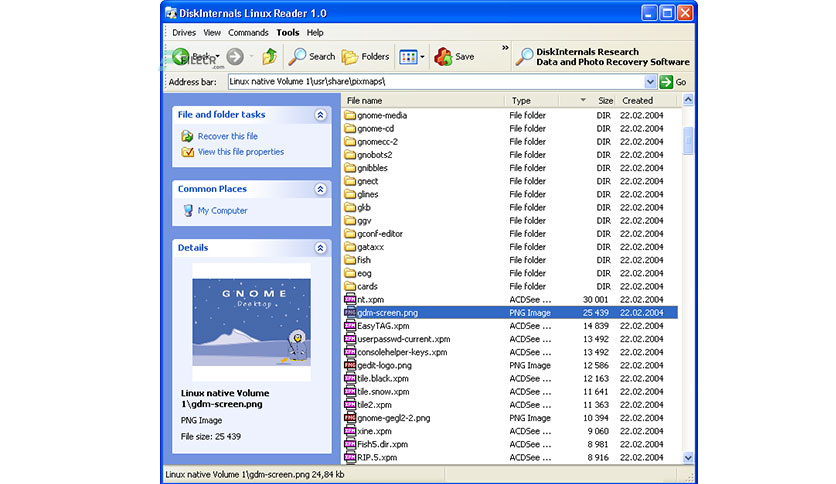 DiskInternals Linux Reader 1.0
Drives View Commands Tools Help
Back Search Folders Save » DiskInternals Research
Data and Photo Recovery Software
FILECR
.com
Address bar: Linux native Volume 1\usr\share\pixmaps\ Go
File and folder tasks
Recover this file
View this file properties
Common Places
My Computer
Details
GNOME
Desktop
Linux native Volume
1\gdm-screen.png
PNG Image
File size: 25 439
File name Type Size Created
gnome-media File folder DIR 22.02.2004
gnome-cd File folder DIR 22.02.2004
gnomecc-2 File folder DIR 22.02.2004
gnobots2 File folder DIR 22.02.2004
gnibbles File folder DIR 22.02.2004
gnect File folder DIR 22.02.2004
glines File folder DIR 22.02.2004
gkb File folder DIR 22.02.2004
ggv File folder DIR 22.02.2004
gconf-editor File folder DIR 22.02.2004
gataxx File folder DIR 22.02.2004
fish File folder DIR 22.02.2004
eog File folder DIR 22.02.2004
cards File folder DIR 22.02.2004
nt.xpm ACDSee ... 30 001 22.02.2004
gdm-screen.png PNG Image 25 439 22.02.2004
EasyTAG.xpm ACDSee ... 14 839 22.02.2004
userpasswd-current.xpm ACDSee ... 13 492 22.02.2004
consolehelper-keys.xpm ACDSee ... 13 492 22.02.2004
gedit-logo.png PNG Image 12 586 22.02.2004
tile.black.xpm ACDSee ... 12 163 22.02.2004
tile.snow.xpm ACDSee ... 11 641 22.02.2004
tile2.xpm ACDSee ... 11 363 22.02.2004
gnome-gegl2-2.png PNG Image 10 394 22.02.2004
xine.xpm ACDSee ... 9 060 22.02.2004
Fish5.dir.xpm ACDSee ... 8 981 22.02.2004
RIP.5.xpm ACDSee ... 8 916 22.02.2004
Linux native Volume 1\gdm-screen.png 24,84 kb